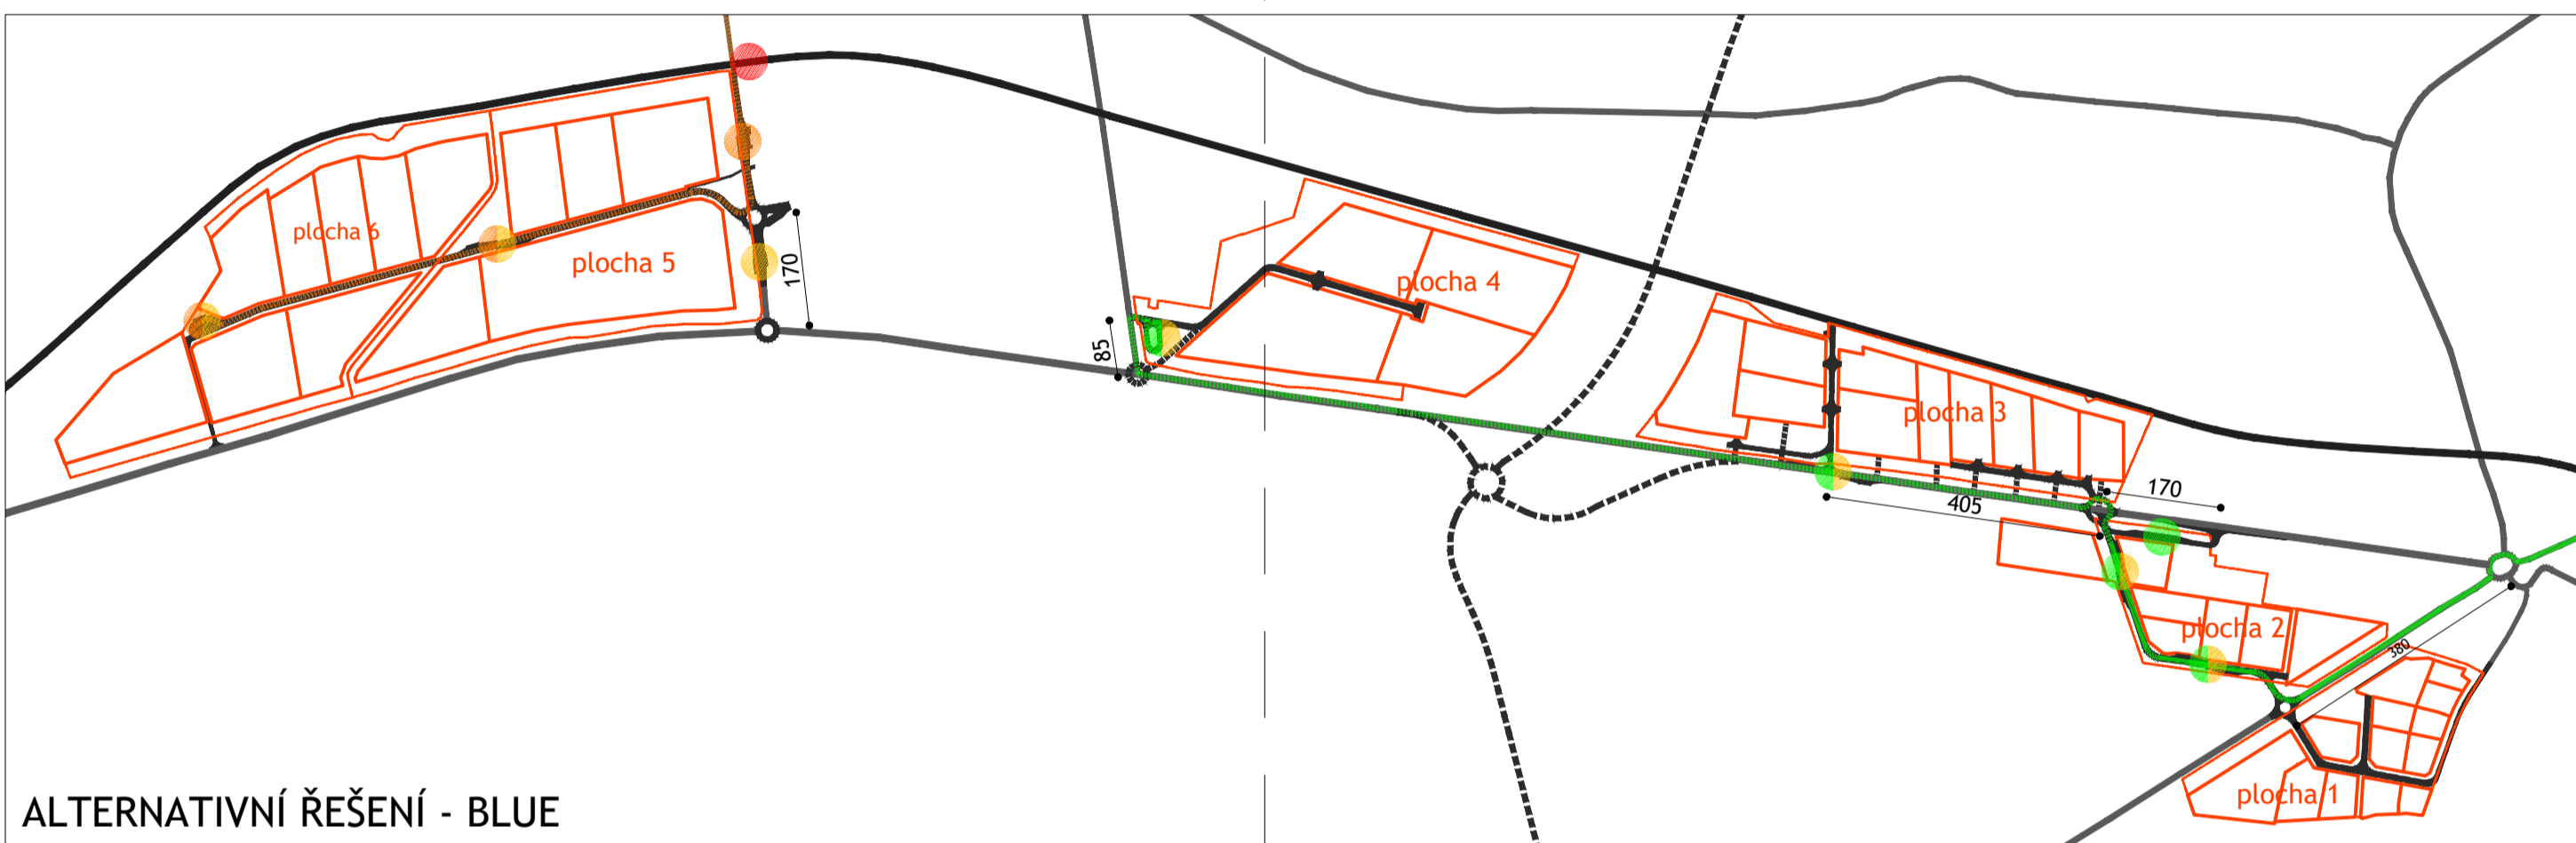 plocha 6
plocha 5
170
85
plocha 4
plocha 3
405
170
plocha 2
380
plocha 1
ALTERNATIVNÍ ŘEŠENÍ - BLUE